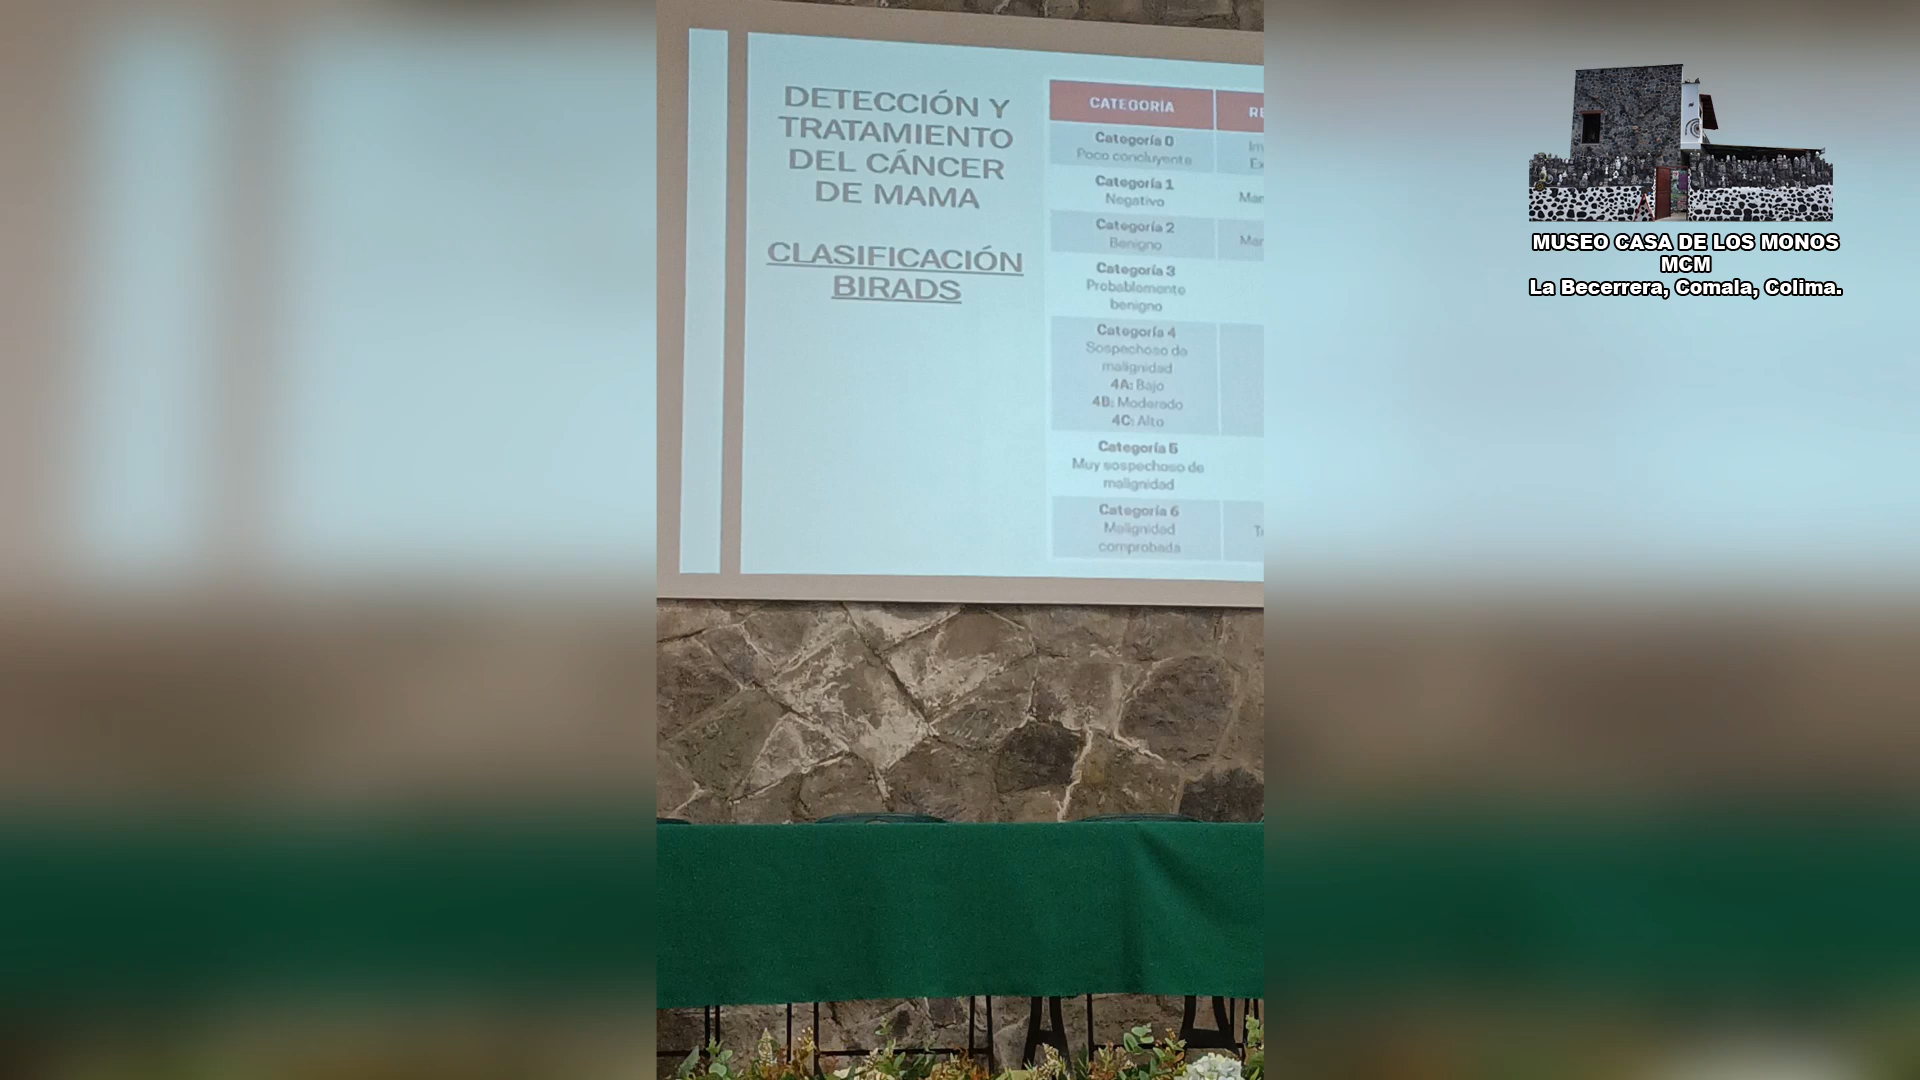 DETECCIÓN Y
TRATAMIENTO
DEL CÁNCER
DE MAMA
CLASIFICACIÓN
BIRADS
CATEGORÍA
Categoría 0
Poco concluyente
Categoría 1
Negativo
Categoría 2
Benigno
Categoría 3
Probablemente
benigno
Categoría 4
Sospechoso de
malignidad
4A: Bajo
4B: Moderado
4C: Alto
Categoría 5
Muy sospechoso de
malignidad
Categoría 6
Malignidad
comprobada
MUSEO CASA DE LOS MONOS
MCM
La Becerrera, Comala, Colima.